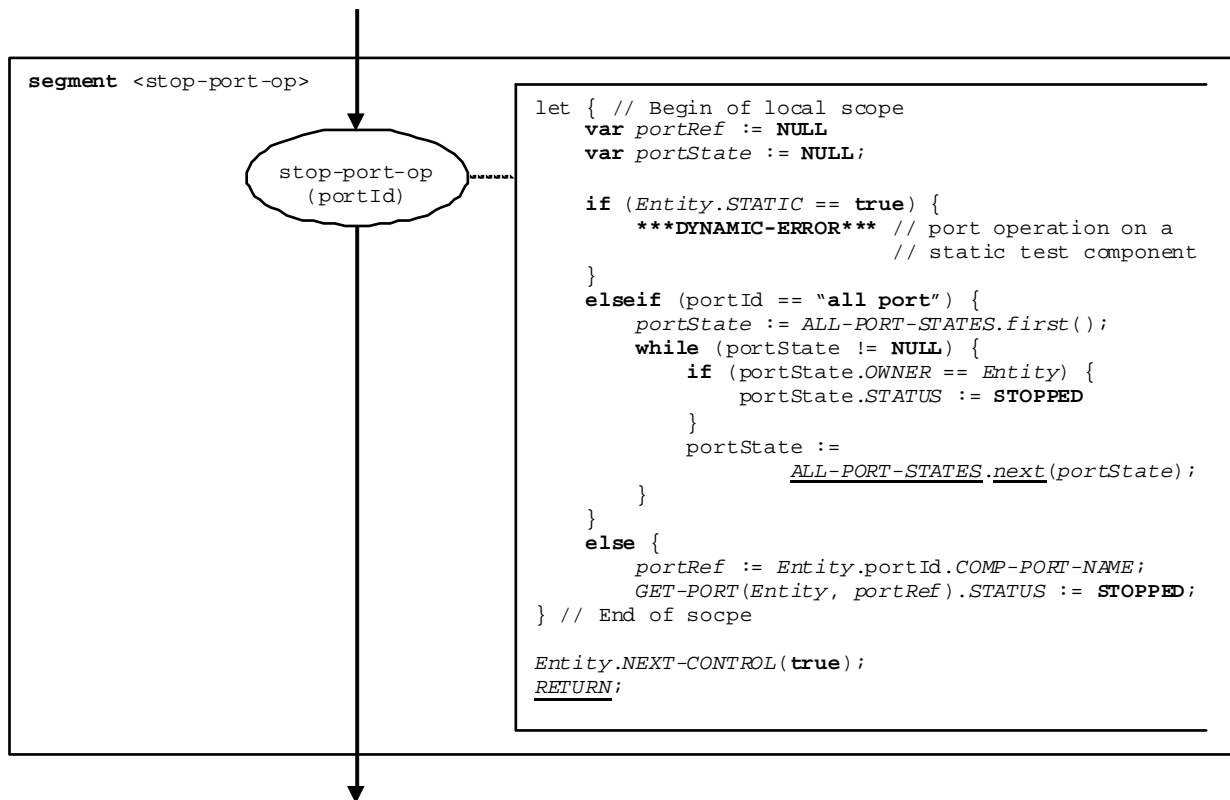 segment <stop-port-op>
stop-port-op
(portId)
let { // Begin of local scope
var portRef := NULL
var portState := NULL;
if (Entity.STATIC == true) {
***DYNAMIC-ERROR*** // port operation on a
// static test component
}
elseif (portId == “all port”) {
portState := ALL-PORT-STATES.first();
while (portState != NULL) {
if (portState.OWNER == Entity) {
portState.STATUS := STOPPED
}
portState :=
ALL-PORT-STATES.next(portState);
}
}
else {
portRef := Entity.portId.COMP-PORT-NAME;
GET-PORT(Entity, portRef).STATUS := STOPPED;
} // End of socpe
Entity.NEXT-CONTROL(true);
RETURN;